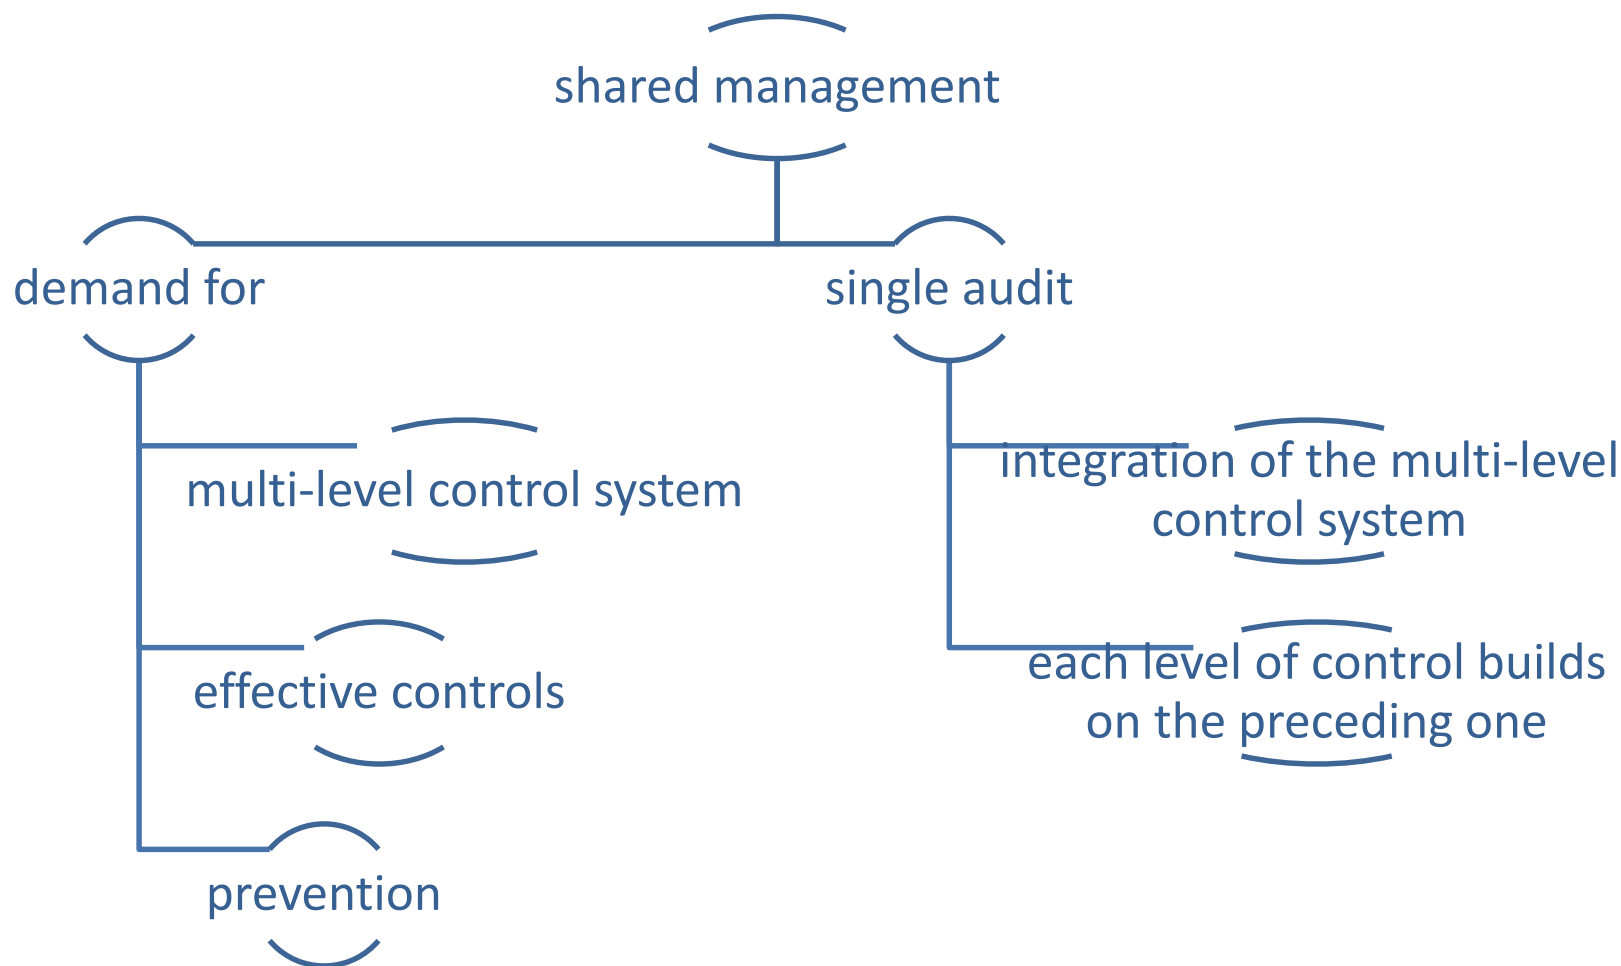 shared management
demand for
single audit
multi-level control system
effective controls
prevention
integration of the multi-level
control system
each level of control builds
on the preceding one